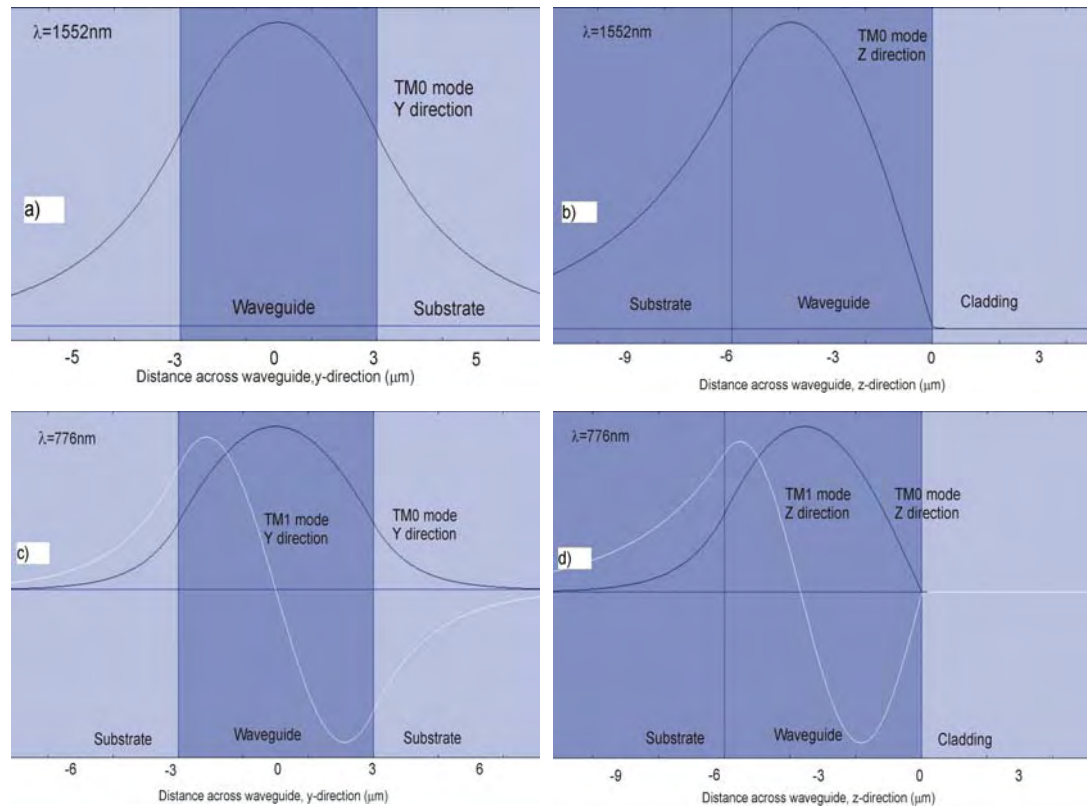 λ=1552nm
TM0 mode
Y direction
a)
Waveguide
Substrate
-5
-3
0
3
5
Distance across waveguide,y-direction (μm)
λ=1552nm
TM0 mode
Z direction
b)
Substrate
Waveguide
Cladding
-9
-6
-3
0
3
Distance across waveguide, z-direction (μm)
λ=776nm
TM1 mode
Y direction
TM0 mode
Y direction
c)
Substrate
Waveguide
Substrate
-6
-3
0
3
6
Distance across waveguide, y-direction (μm)
λ=776nm
TM1 mode
Z direction
TM0 mode
Z direction
d)
Substrate
Waveguide
Cladding
-9
-6
-3
0
3
Distance across waveguide, z-direction (μm)